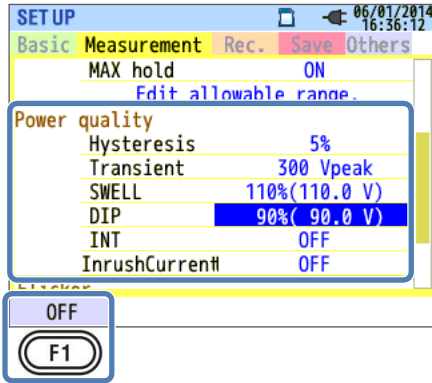 SET UP 06/01/2014
16:36:12
Basic Measurement Rec. Save Others
MAX hold ON
Edit allowable range.
Power quality
Hysteresis 5%
Transient 300 Vpeak
SWELL 110%(110.0 V)
DIP 90%( 90.0 V)
INT OFF
InrushCurrent OFF
Flicker
OFF
F1